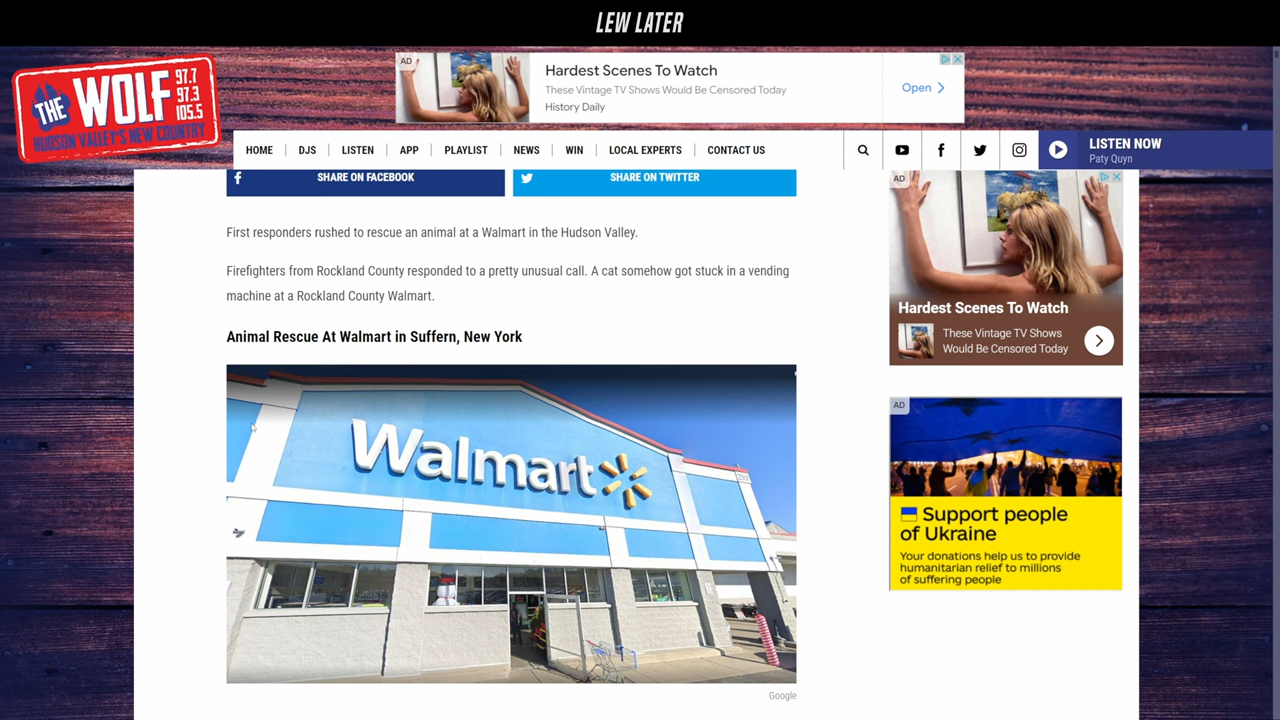 LEW LATER
THE WOLF
97.7
97.3
105.5
HUDSON VALLEY'S NEW COUNTRY
AD
Hardest Scenes To Watch
These Vintage TV Shows Would Be Censored Today
History Daily
Open
HOME
DJS
LISTEN
APP
PLAYLIST
NEWS
WIN
LOCAL EXPERTS
CONTACT US
LISTEN NOW
Paty Quyn
SHARE ON FACEBOOK
SHARE ON TWITTER
First responders rushed to rescue an animal at a Walmart in the Hudson Valley.
Firefighters from Rockland County responded to a pretty unusual call. A cat somehow got stuck in a vending
machine at a Rockland County Walmart.
Animal Rescue At Walmart in Suffern, New York
Walmart
Google
AD
Hardest Scenes To Watch
These Vintage TV Shows
Would Be Censored Today
AD
Support people
of Ukraine
Your donations help us to provide
humanitarian relief to millions
of suffering people